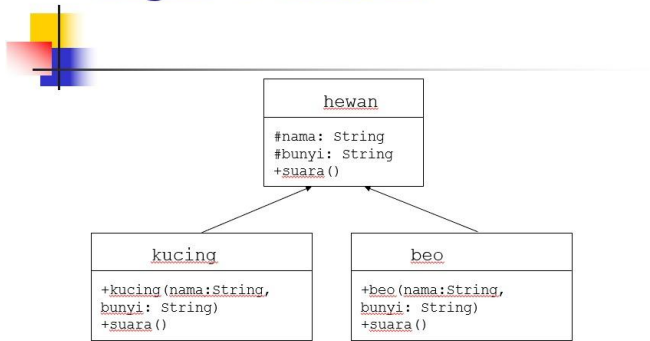 hewan
#nama: String
#bunyi: String
+suara()
kucing
+kucing(nama:String,
bunyi: String)
+suara()
beo
+beo(nama:String,
bunyi: String)
+suara()